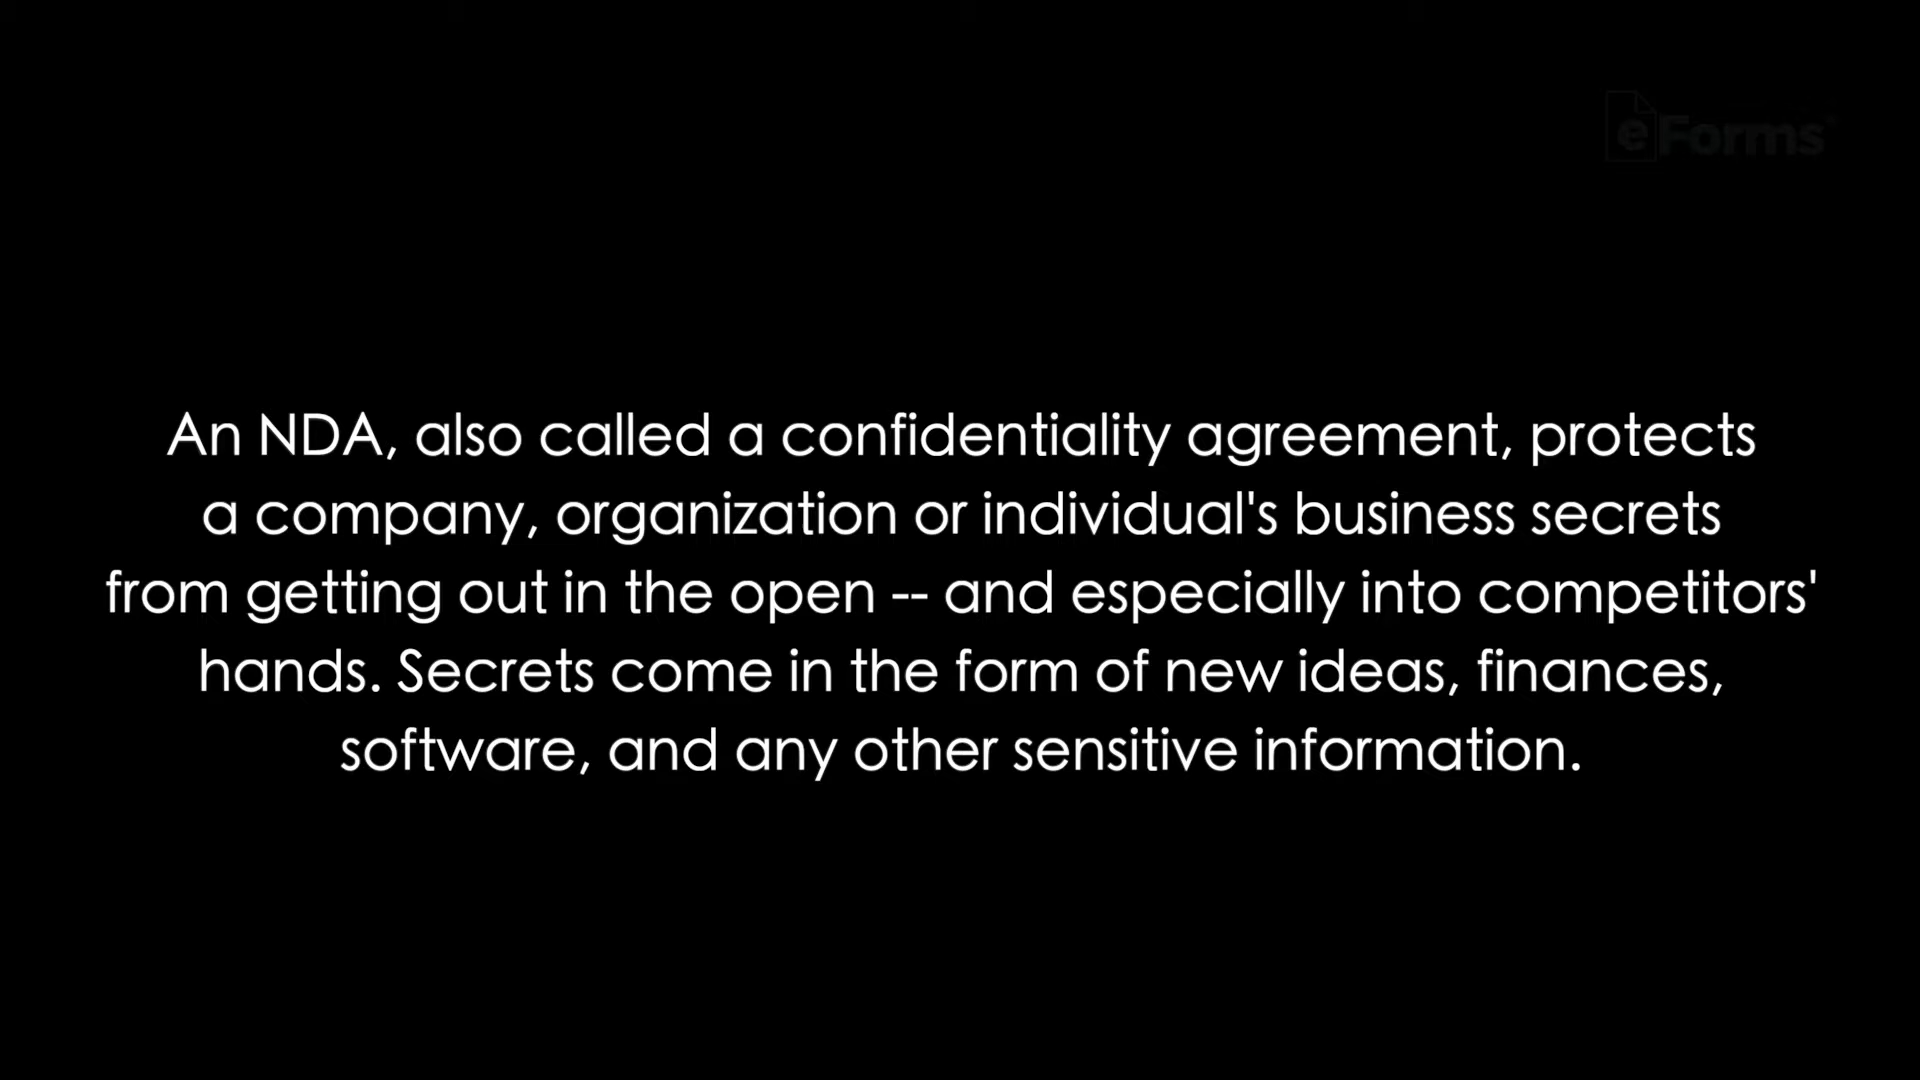 eForms
An NDA, also called a confidentiality agreement, protects
a company, organization or individual's business secrets
from getting out in the open -- and especially into competitors'
hands. Secrets come in the form of new ideas, finances,
software, and any other sensitive information.